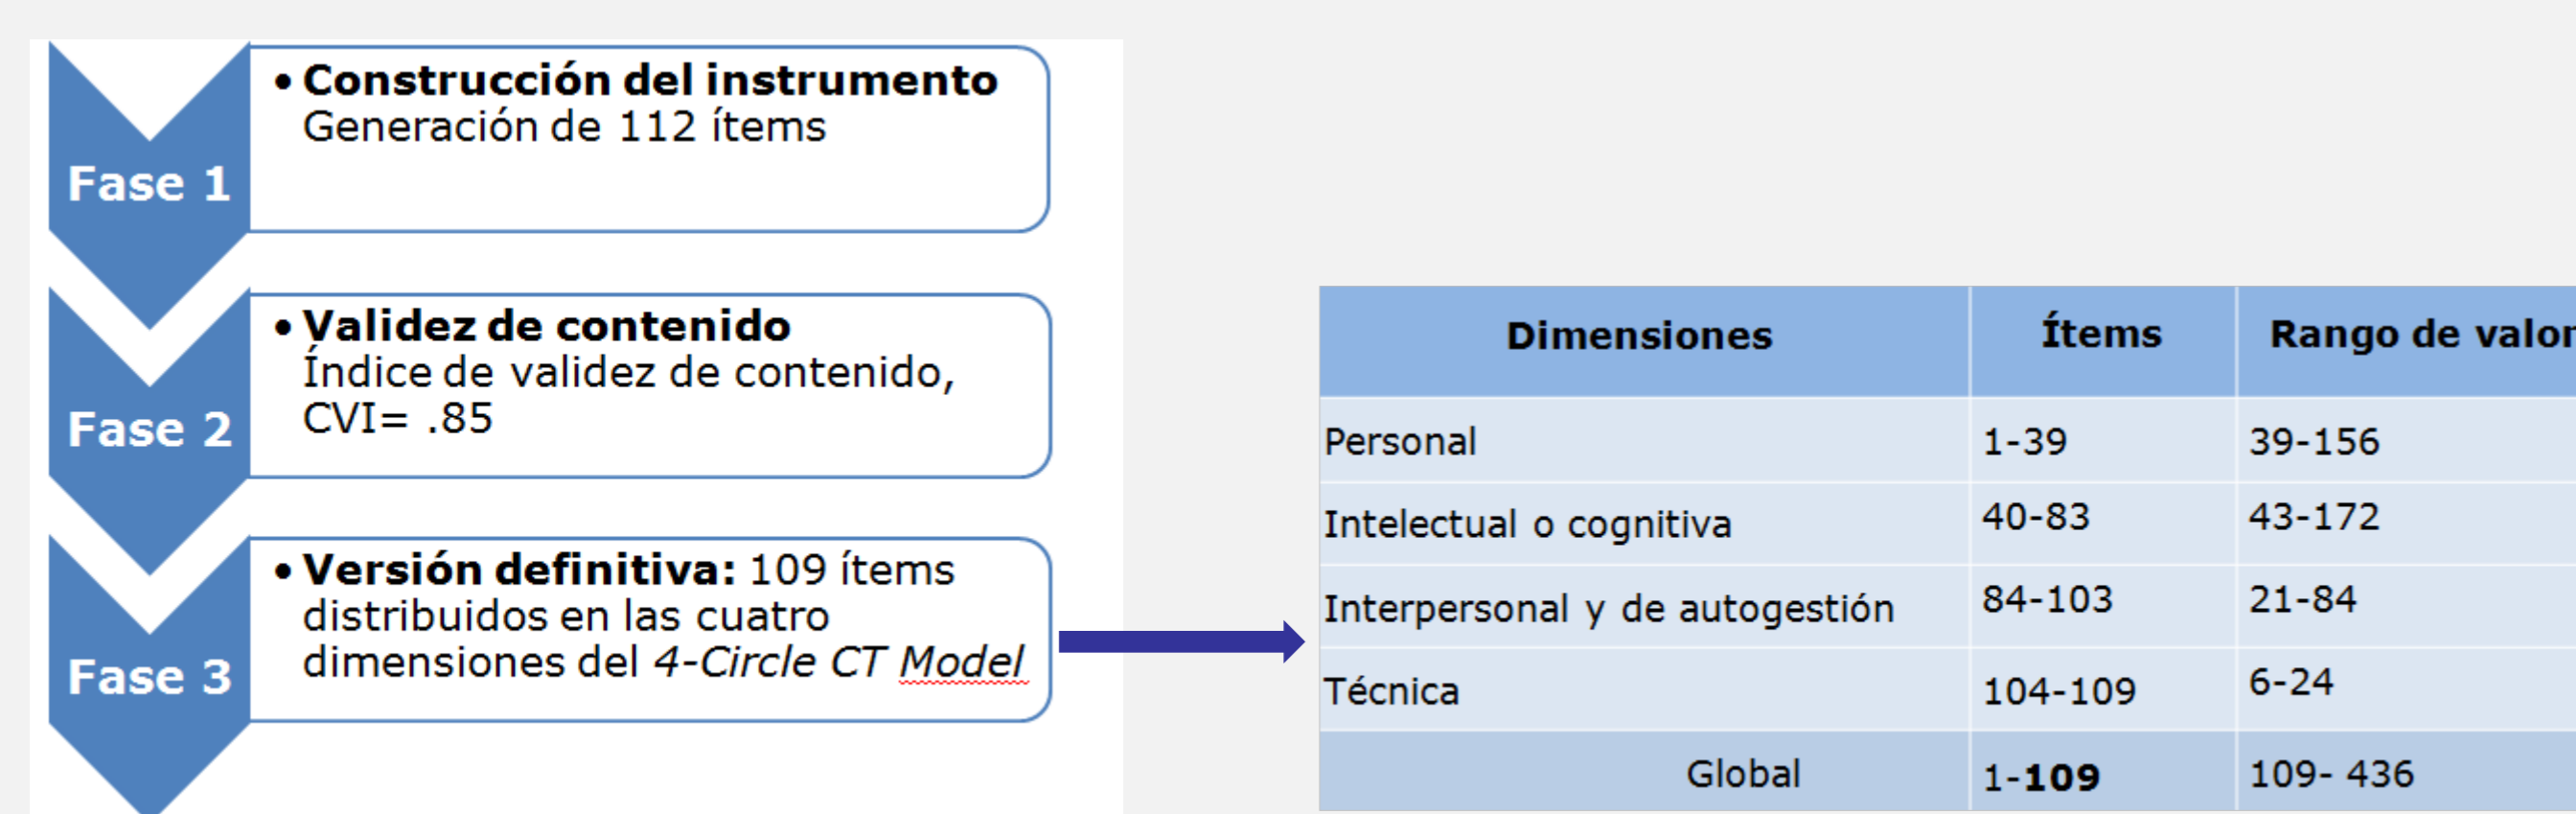 Fase 1
• Construcción del instrumento
Generación de 112 ítems
Fase 2
• Validez de contenido
Índice de validez de contenido,
CVI= .85
Fase 3
• Versión definitiva: 109 ítems
distribuidos en las cuatro
dimensiones del 4-Circle CT Model
Dimensiones Ítems Rango de valor
Personal 1-39 39-156
Intelectual o cognitiva 40-83 43-172
Interpersonal y de autogestión 84-103 21-84
Técnica 104-109 6-24
Global 1-109 109- 436